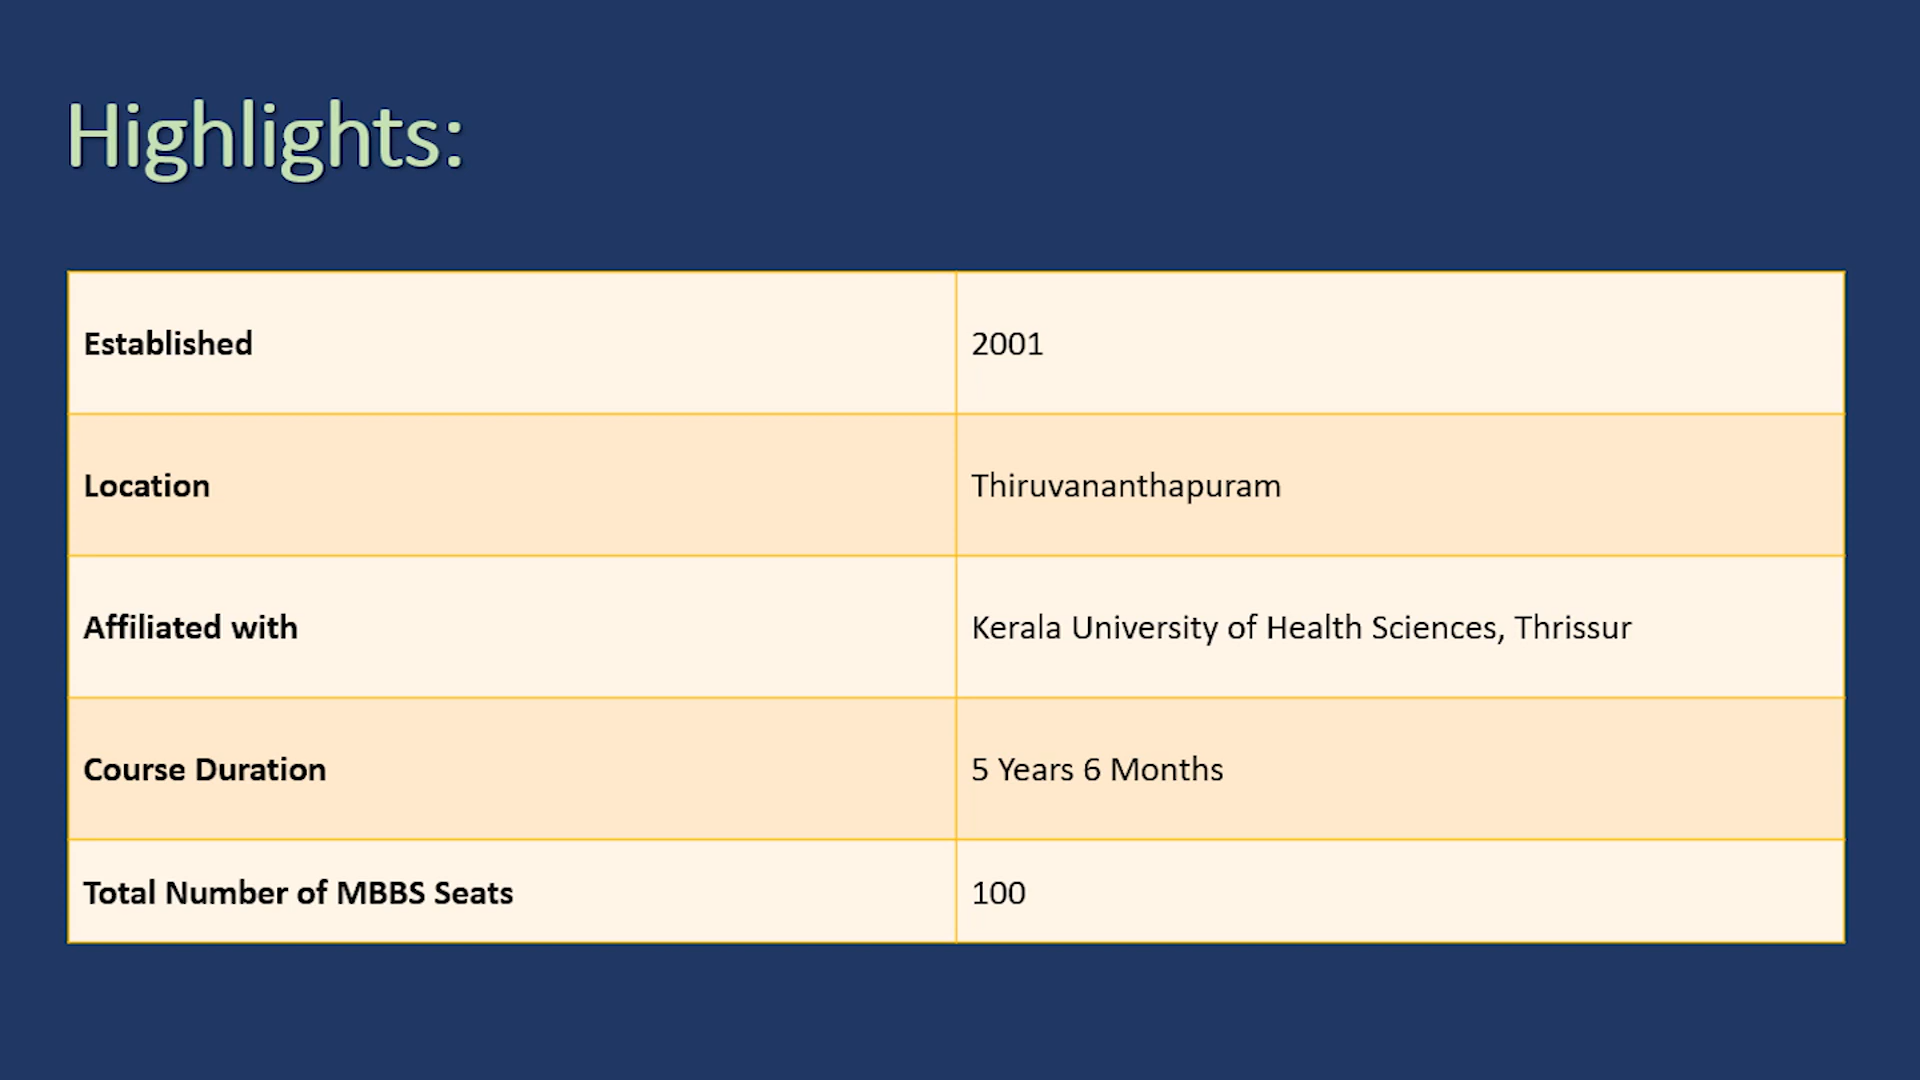 Highlights:
Established 2001
Location Thiruvananthapuram
Affiliated with Kerala University of Health Sciences, Thrissur
Course Duration 5 Years 6 Months
Total Number of MBBS Seats 100